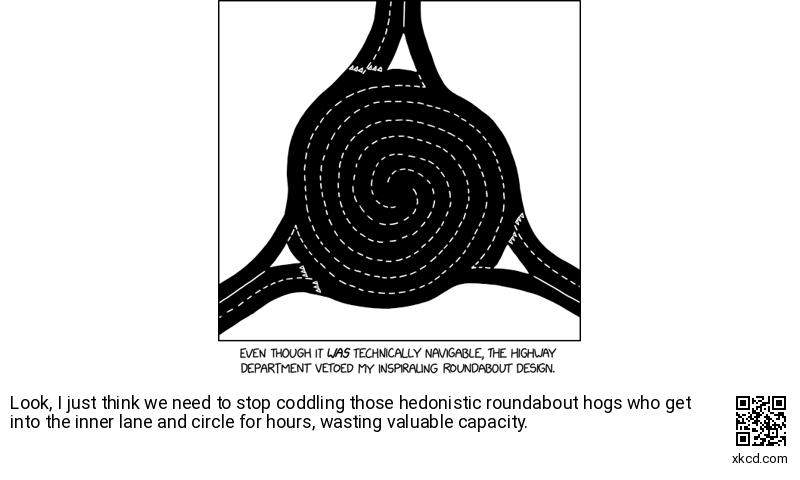 EVEN THOUGH IT WAS TECHNICALLY NAVIGABLE, THE HIGHWAY
DEPARTMENT VETOED MY INSPIRALING ROUNDABOUT DESIGN.
Look, I just think we need to stop coddling those hedonistic roundabout hogs who get
into the inner lane and circle for hours, wasting valuable capacity.
xkcd.com